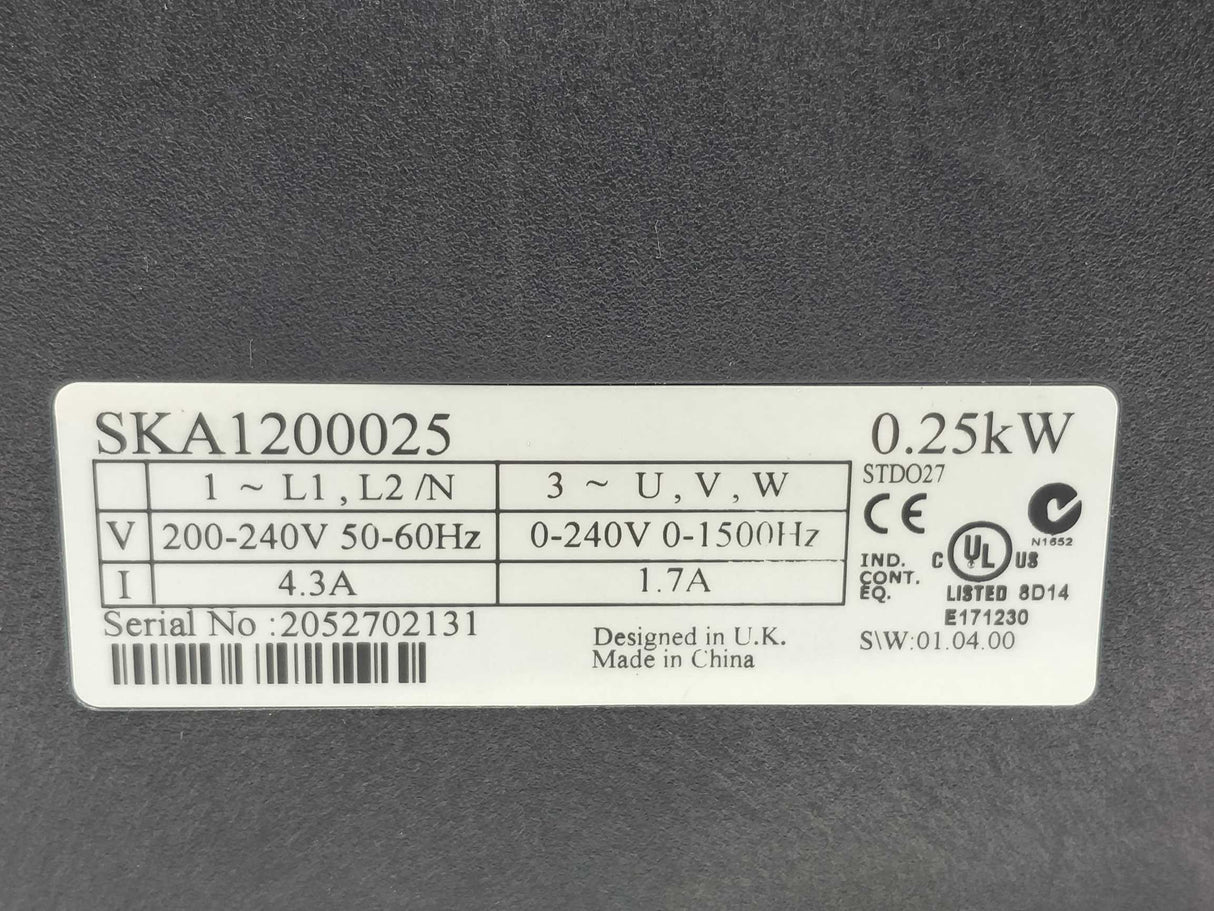 SKA1200025
0.25kW
1 ~ L1 , L2 /N
3 ~ U , V , W
V 200-240V 50-60Hz
0-240V 0-1500Hz
I 4.3A
1.7A
STDO27
CE
N1652
IND.
CONT.
EQ.
C UL US
LISTED 8D14
E171230
S\W:01.04.00
Serial No :2052702131
Designed in U.K.
Made in China